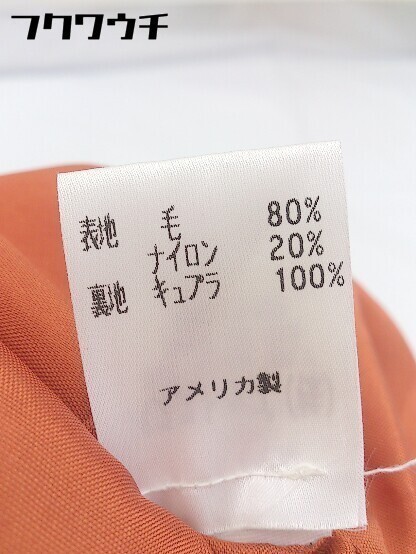 フクワウチ
表地 毛 80%
ナイロン 20%
裏地 キュプラ 100%
アメリカ製